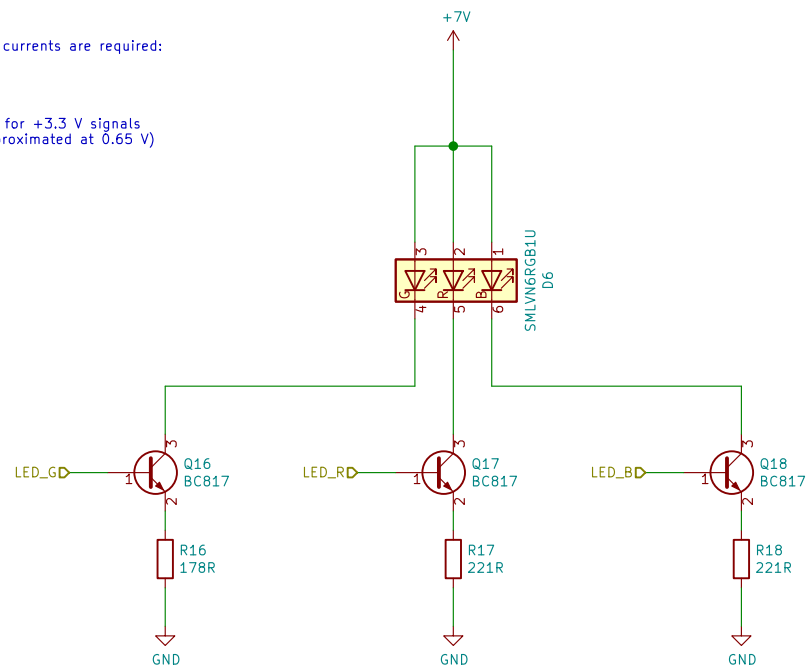 +7V
currents are required:
for +3.3 V signals
roximated at 0.65 V)
3
2
1
G
R
B
SMLVN6RGB1U
D6
4
5
6
3
3
3
LED_G
1
Q16
BC817
LED_R
1
Q17
BC817
LED_B
1
Q18
BC817
2
2
2
R16
178R
R17
221R
R18
221R
GND
GND
GND